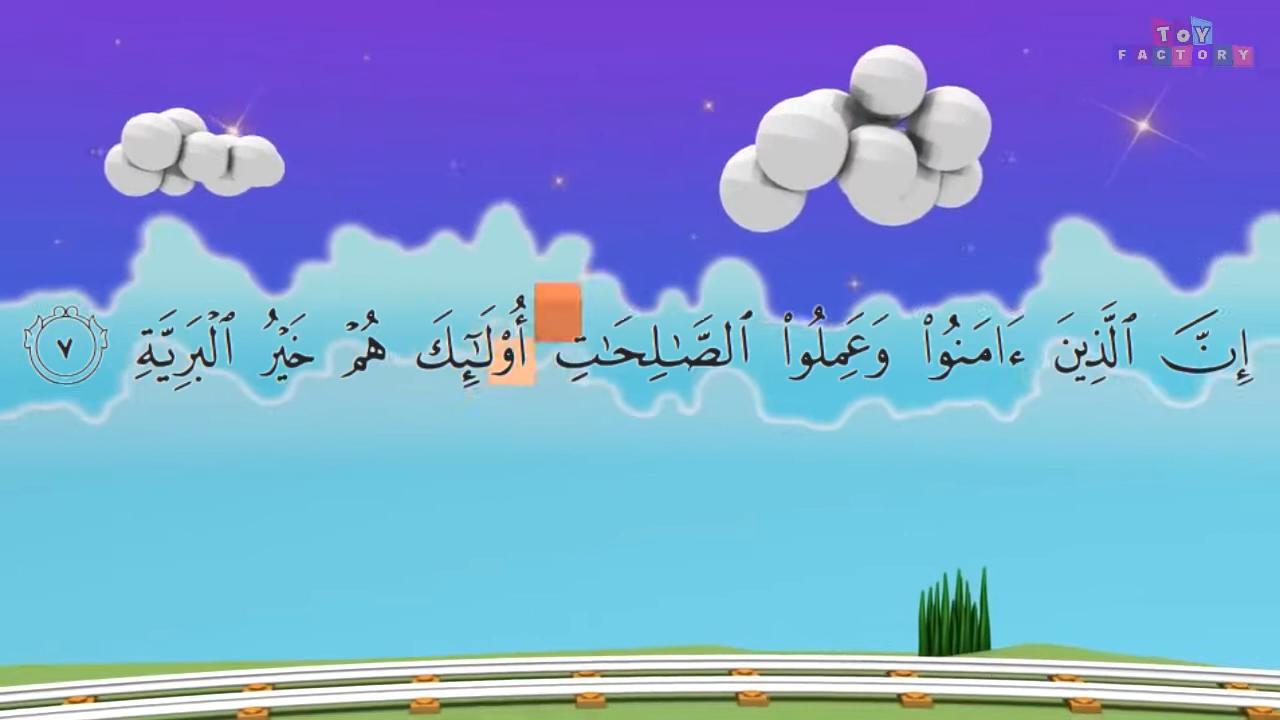 TOY
FACTORY
إِنَّ ٱلَّذِينَ ءَامَنُوا۟ وَعَمِلُوا۟ ٱلصَّـٰلِحَـٰتِ أُو۟لَـٰٓئِكَ هُمْ خَيْرُ ٱلْبَرِيَّةِ ٧